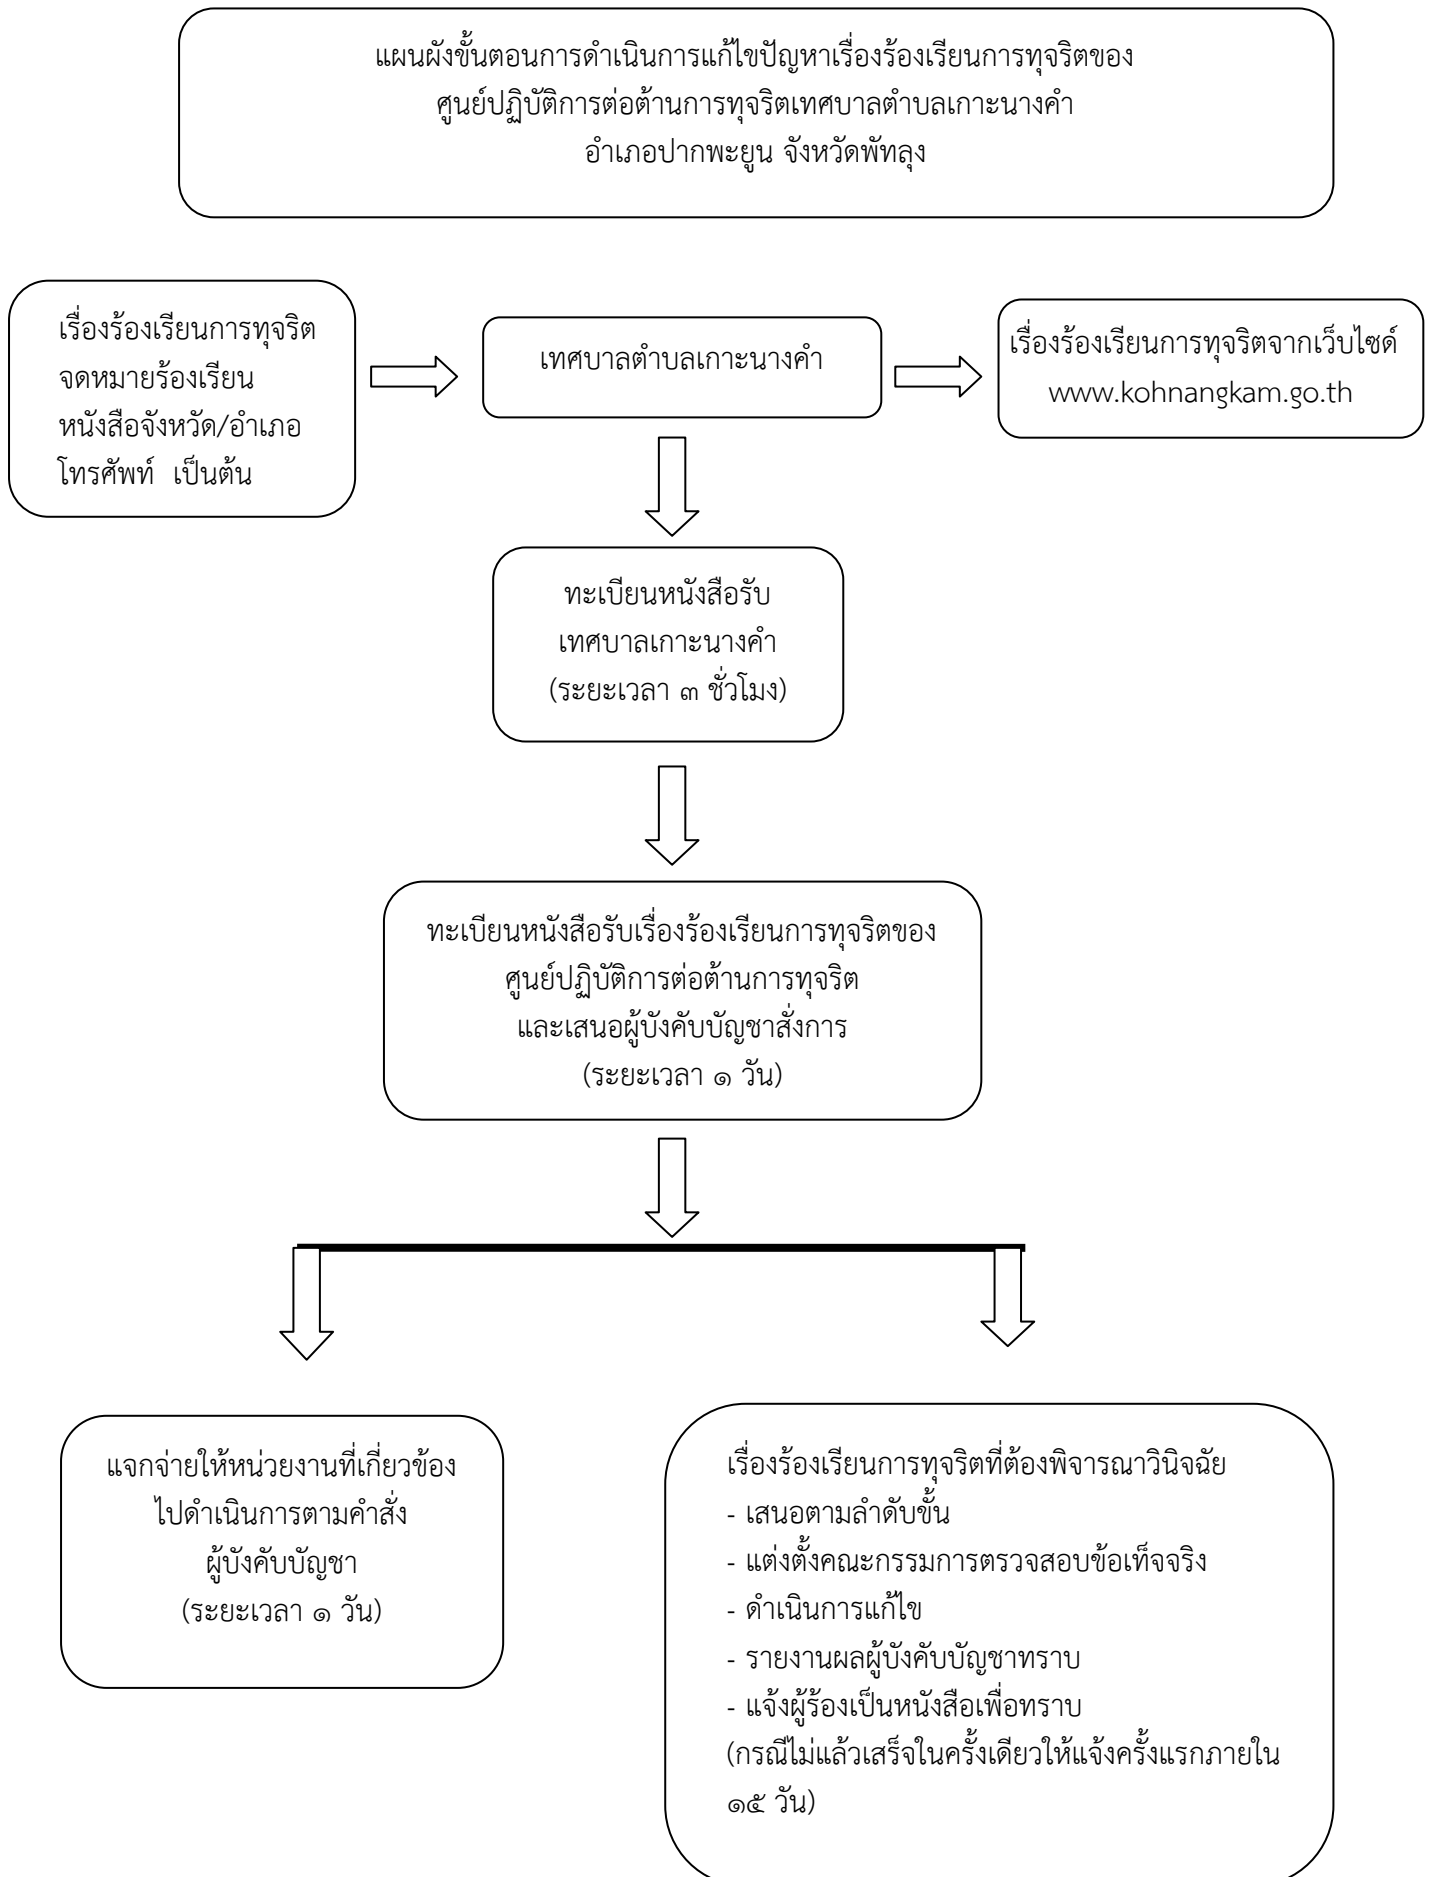 แผนผังขั้นตอนการดำเนินการแก้ไขปัญหาเรื่องร้องเรียนการทุจริตของ
ศูนย์ปฏิบัติการต่อต้านการทุจริตเทศบาลตำบลเกาะนางคำ
อำเภอปากพะยูน จังหวัดพัทลุง
เรื่องร้องเรียนการทุจริต
จดหมายร้องเรียน
หนังสือจังหวัด/อำเภอ
โทรศัพท์ เป็นต้น
เทศบาลตำบลเกาะนางคำ
เรื่องร้องเรียนการทุจริตจากเว็บไซด์
www.kohnangkam.go.th
ทะเบียนหนังสือรับ
เทศบาลเกาะนางคำ
(ระยะเวลา ๓ ชั่วโมง)
ทะเบียนหนังสือรับเรื่องร้องเรียนการทุจริตของ
ศูนย์ปฏิบัติการต่อต้านการทุจริต
และเสนอผู้บังคับบัญชาสั่งการ
(ระยะเวลา ๑ วัน)
แจกจ่ายให้หน่วยงานที่เกี่ยวข้อง
ไปดำเนินการตามคำสั่ง
ผู้บังคับบัญชา
(ระยะเวลา ๑ วัน)
เรื่องร้องเรียนการทุจริตที่ต้องพิจารณาวินิจฉัย
- เสนอตามลำดับขั้น
- แต่งตั้งคณะกรรมการตรวจสอบข้อเท็จจริง
- ดำเนินการแก้ไข
- รายงานผลผู้บังคับบัญชาทราบ
- แจ้งผู้ร้องเป็นหนังสือเพื่อทราบ
(กรณีไม่แล้วเสร็จในครั้งเดียวให้แจ้งครั้งแรกภายใน
๑๕ วัน)